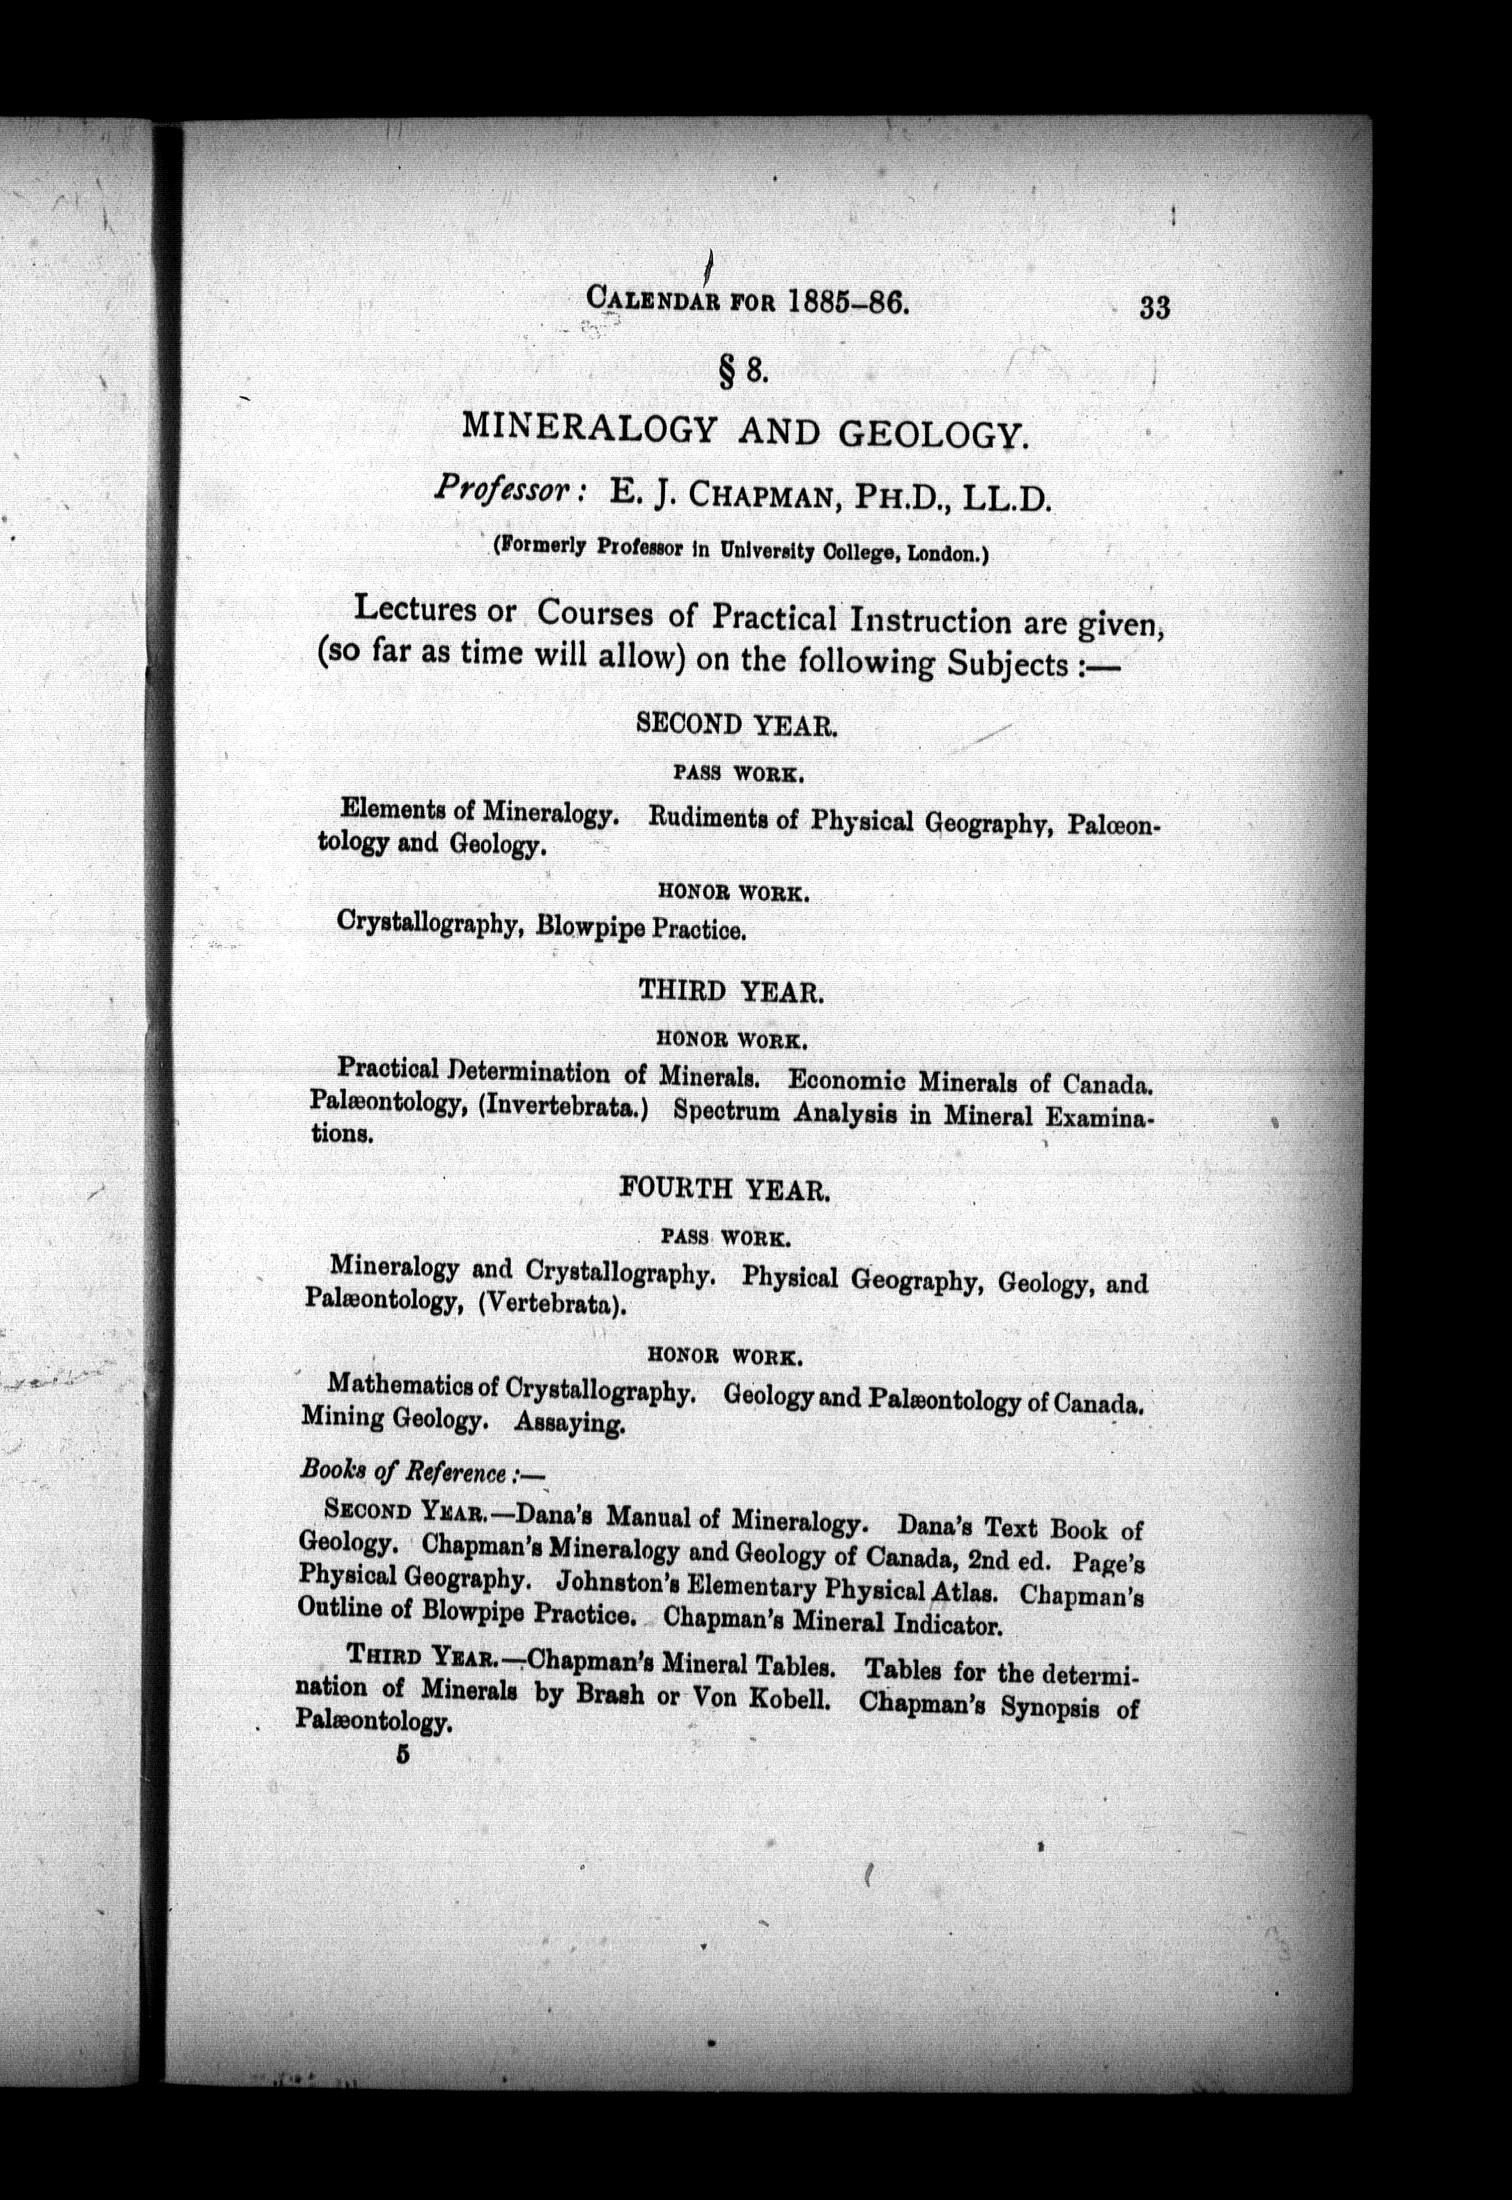 CALENDAR FOR 1885–86. 33
§ 8.
MINERALOGY AND GEOLOGY.
Professor: E. J. CHAPMAN, PH.D., LL.D.
(Formerly Professor in University College, London.)
Lectures or Courses of Practical Instruction are given,
(so far as time will allow) on the following Subjects :—
SECOND YEAR.
PASS WORK.
Elements of Mineralogy. Rudiments of Physical Geography, Palœon-
tology and Geology.
HONOR WORK.
Crystallography, Blowpipe Practice.
THIRD YEAR.
HONOR WORK.
Practical Determination of Minerals. Economic Minerals of Canada.
Palæontology, (Invertebrata.) Spectrum Analysis in Mineral Examina-
tions.
FOURTH YEAR.
PASS WORK.
Mineralogy and Crystallography. Physical Geography, Geology, and
Palæontology, (Vertebrata).
HONOR WORK.
Mathematics of Crystallography. Geology and Palæontology of Canada.
Mining Geology. Assaying.
Books of Reference :—
SECOND YEAR.—Dana's Manual of Mineralogy. Dana's Text Book of
Geology. Chapman's Mineralogy and Geology of Canada, 2nd ed. Page's
Physical Geography. Johnston's Elementary Physical Atlas. Chapman's
Outline of Blowpipe Practice. Chapman's Mineral Indicator.
THIRD YEAR.—Chapman's Mineral Tables. Tables for the determi-
nation of Minerals by Brash or Von Kobell. Chapman's Synopsis of
Palæontology.
5